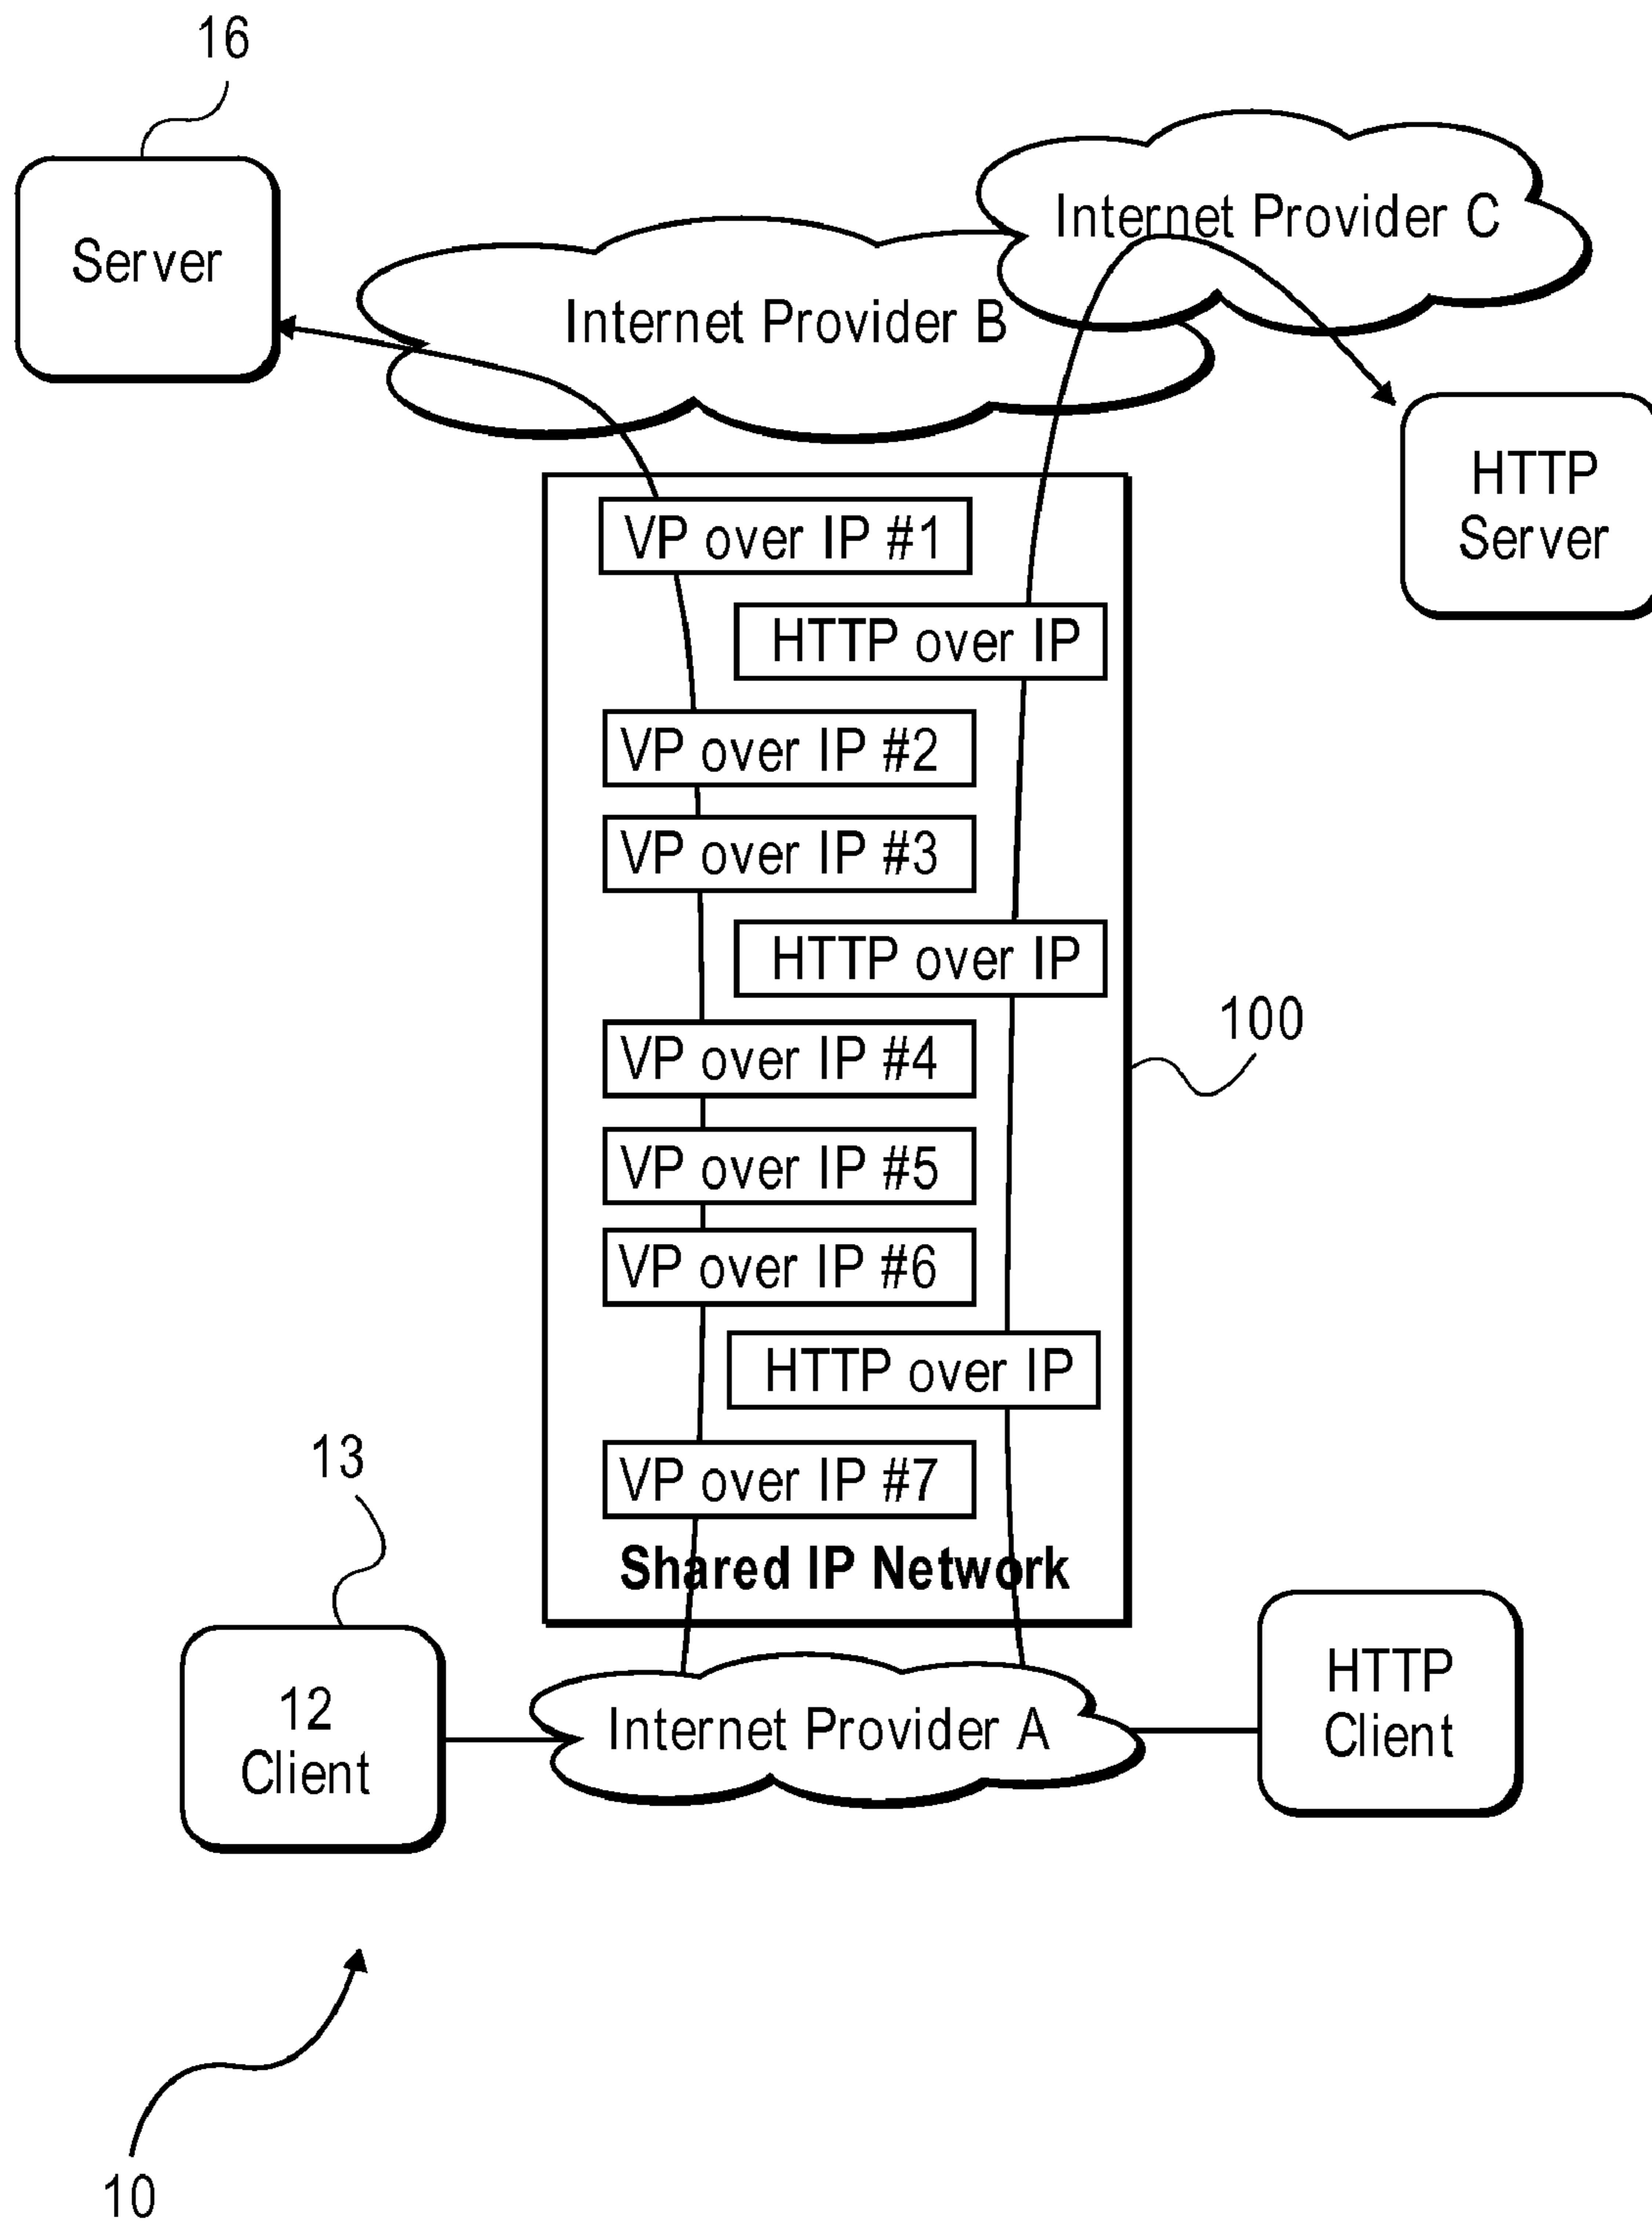 16
Server
Internet Provider C
Internet Provider B
HTTP
Server
VP over IP #1
HTTP over IP
VP over IP #2
VP over IP #3
HTTP over IP
100
VP over IP #4
VP over IP #5
VP over IP #6
HTTP over IP
13
VP over IP #7
Shared IP Network
12
Client
Internet Provider A
HTTP
Client
10